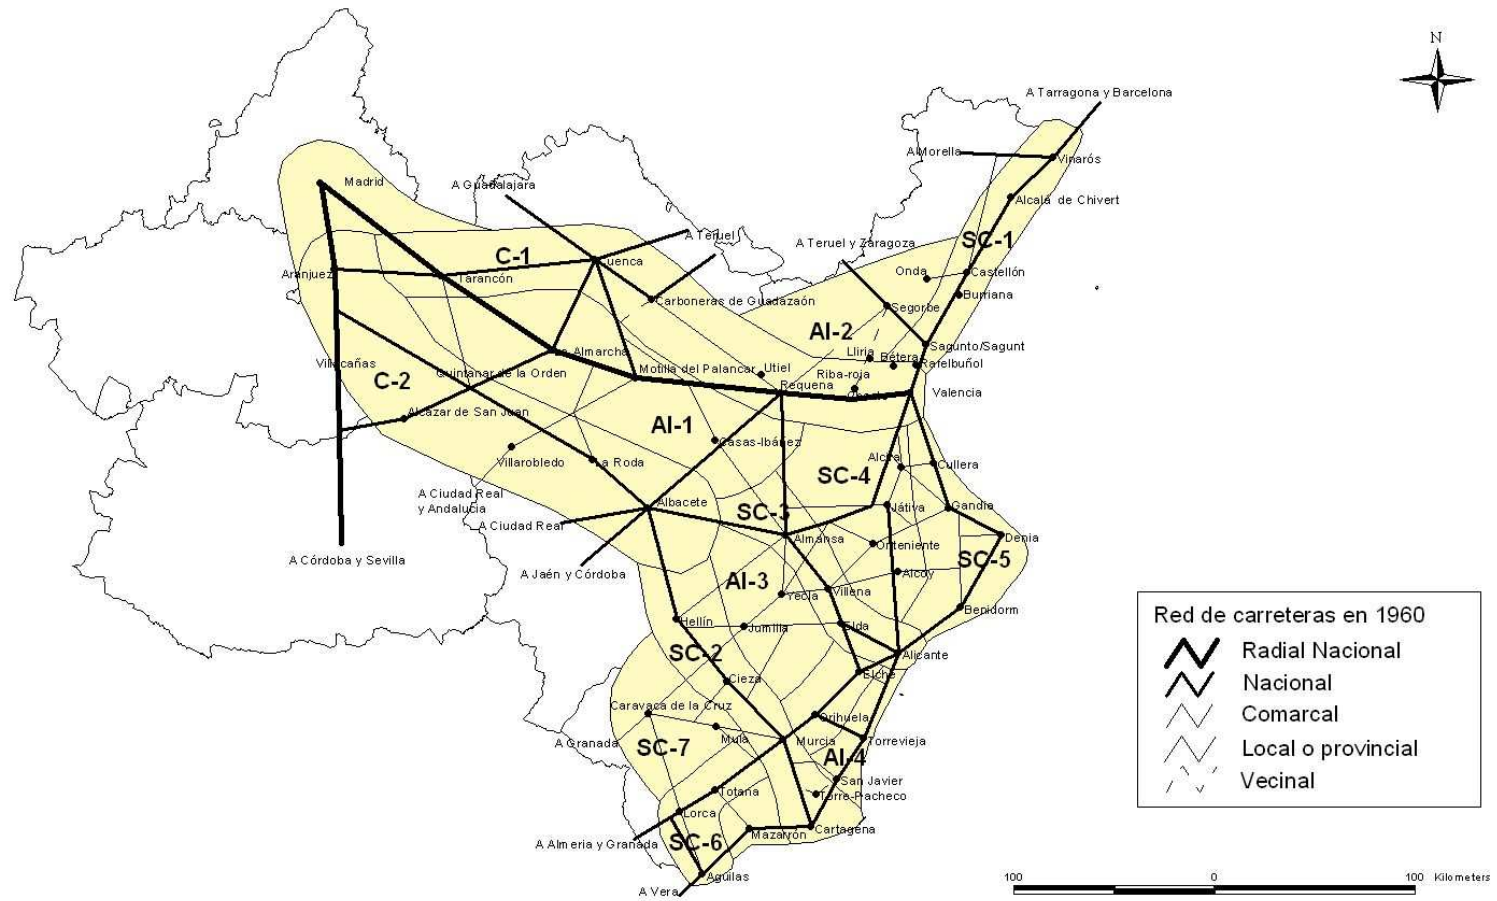 N
A Tarragona y Barcelona
A Morella
Vinarós
Madrid
A Guadalajara
Alcalá de Chivert
A Teruel
A Teruel y Zaragoza
SC-1
C-1
Cuenca
Aranjuez
Tarancón
Onda
Castellón
Burriana
Carboneras de Guadazaón
Segorbe
AI-2
Sagunto/Sagunt
La Almarcha
Lliria
Bétera
Rafelbuñol
Villacañas
C-2
Quintanar de la Orden
Motilla del Palancar
Utiel
Riba-roja
Requena
Valencia
Alcázar de San Juan
AI-1
Casas-Ibáñez
Villarobledo
La Roda
SC-4
Alcira
Cullera
A Ciudad Real
y Andalucia
Albacete
SC-3
Játiva
Gandia
A Ciudad Real
Almansa
Onteniente
Denia
SC-5
A Córdoba y Sevilla
A Jaén y Córdoba
AI-3
Alcoy
Yecla
Villena
Benidorm
Hellín
Jumilla
Elda
SC-2
Alicante
Cieza
Elche
Caravaca de la Cruz
Orihuela
A Granada
SC-7
Mula
Murcia
Torrevieja
AI-4
San Javier
Torre-Pacheco
Totana
Lorca
Mazarrón
Cartagena
A Almeria y Granada
SC-6
Aguilas
A Vera
Red de carreteras en 1960
Radial Nacional
Nacional
Comarcal
Local o provincial
Vecinal
100 0 100 Kilometers